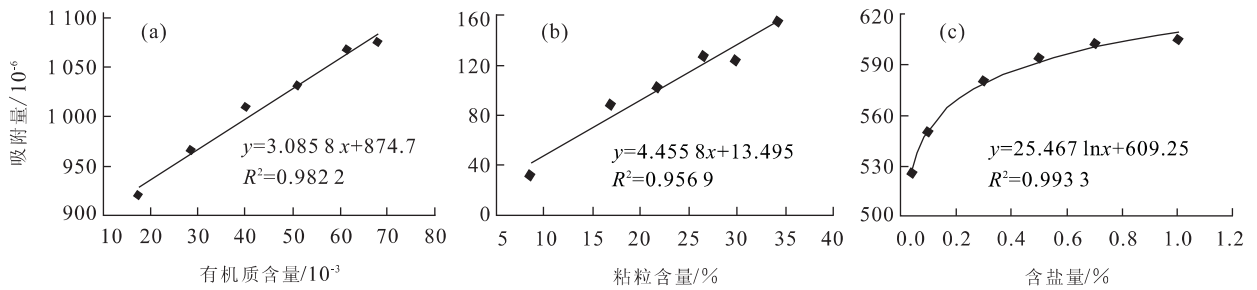 吸附量/10⁻⁶
1 100
1 050
1 000
950
900
(a)
y=3.085 8 x+874.7
R²=0.982 2
10 20 30 40 50 60 70 80
有机质含量/10⁻³
160
120
80
40
0
(b)
y=4.455 8x+13.495
R²=0.956 9
5 10 15 20 25 30 35 40
粘粒含量/%
620
590
560
530
500
(c)
y=25.467 lnx+609.25
R²=0.993 3
0.0 0.2 0.4 0.6 0.8 1.0 1.2
含盐量/%